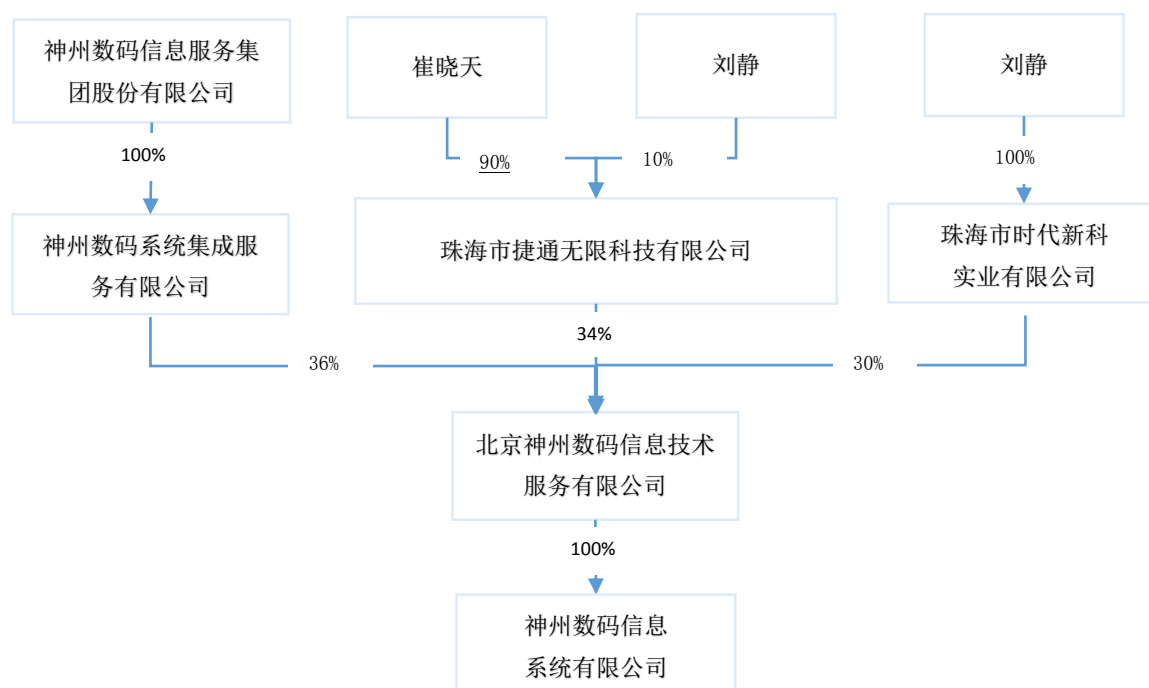 神州数码信息服务集
团股份有限公司
崔晓天
刘静
刘静
100%
90%
10%
100%
神州数码系统集成服
务有限公司
珠海市捷通无限科技有限公司
珠海市时代新科
实业有限公司
34%
36%
30%
北京神州数码信息技术
服务有限公司
100%
神州数码信息
系统有限公司